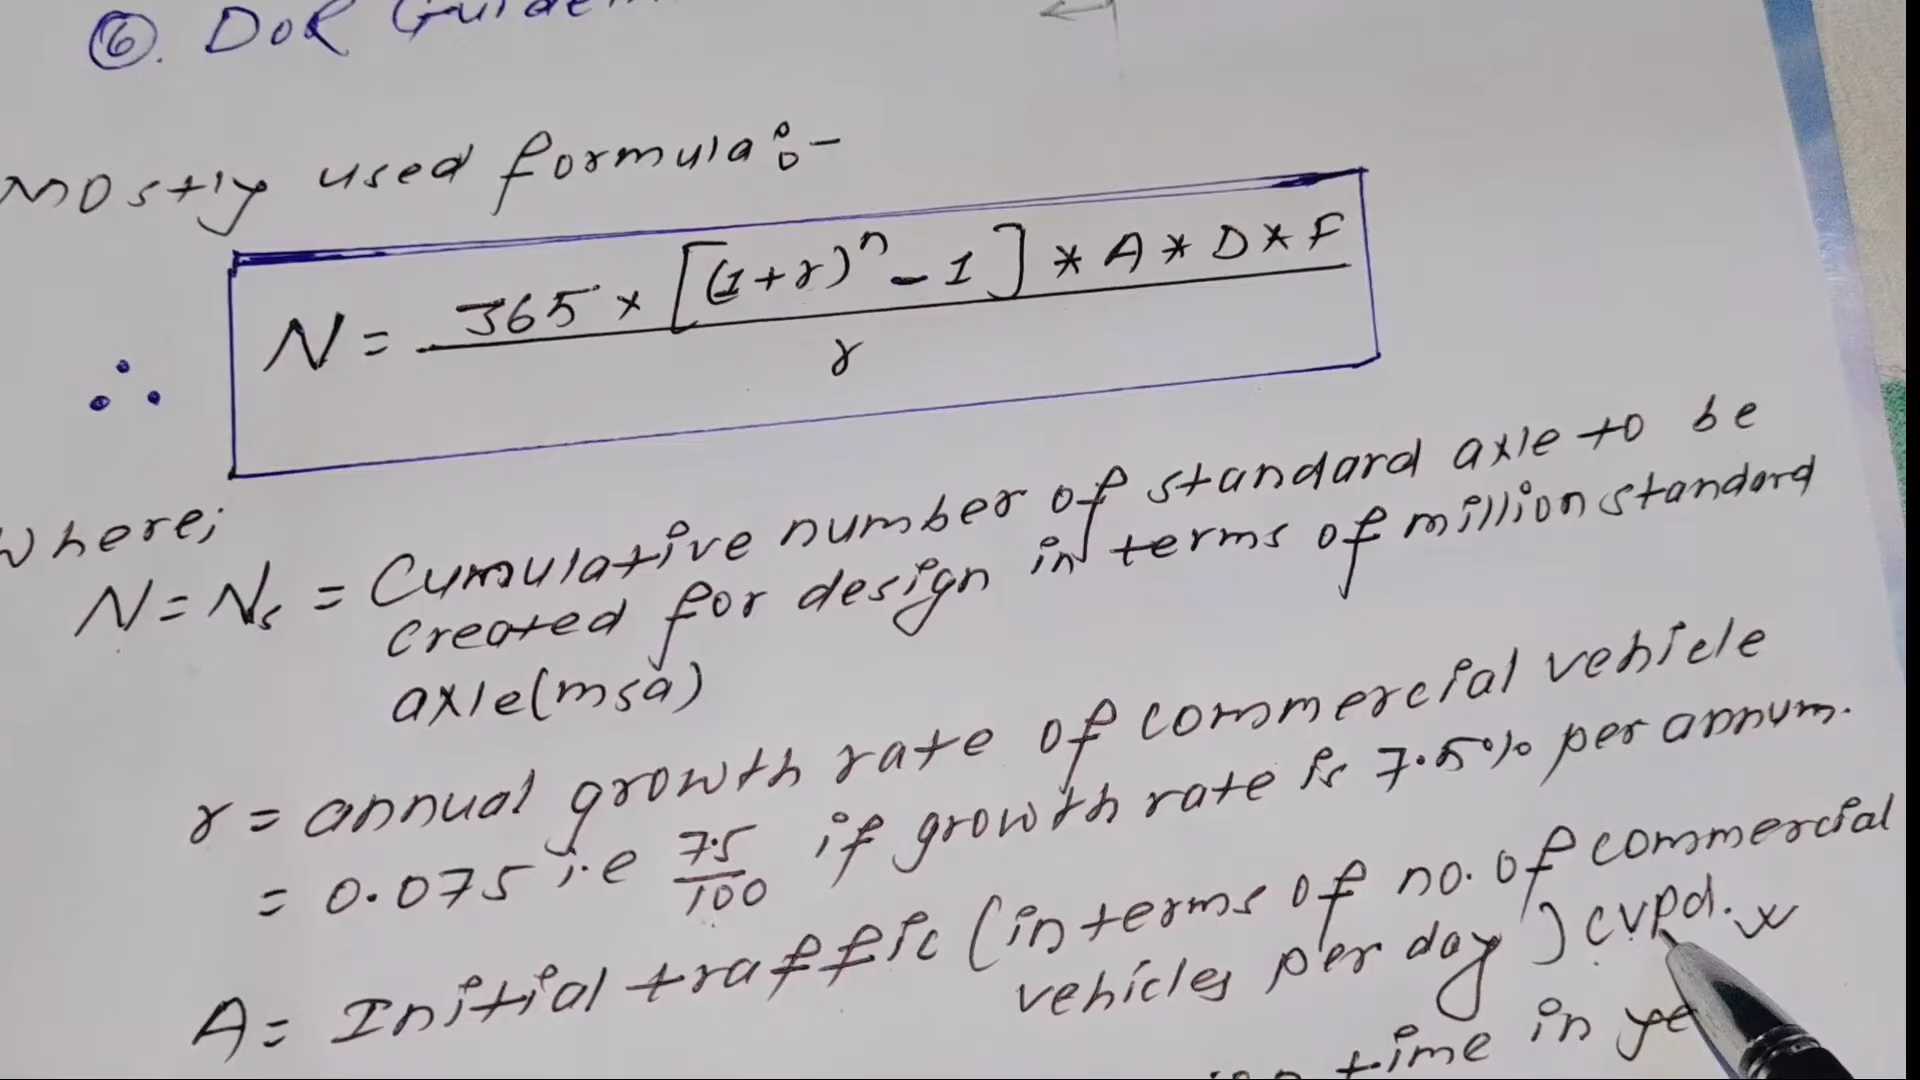 ⑥. DOR
Mostly used formula:-
∴ N = 365 × [(1+r)^n - 1] * A * D * F / r
Where;
N = Ns = Cumulative number of standard axle to be
created for design in terms of million standard
axle(msa)
r = annual growth rate of commercial vehicle
= 0.075 i.e 7.5/100 if growth rate is 7.5% per annum.
A = Initial traffic (in terms of no. of commercial
vehicles per day) cvpd.
time in